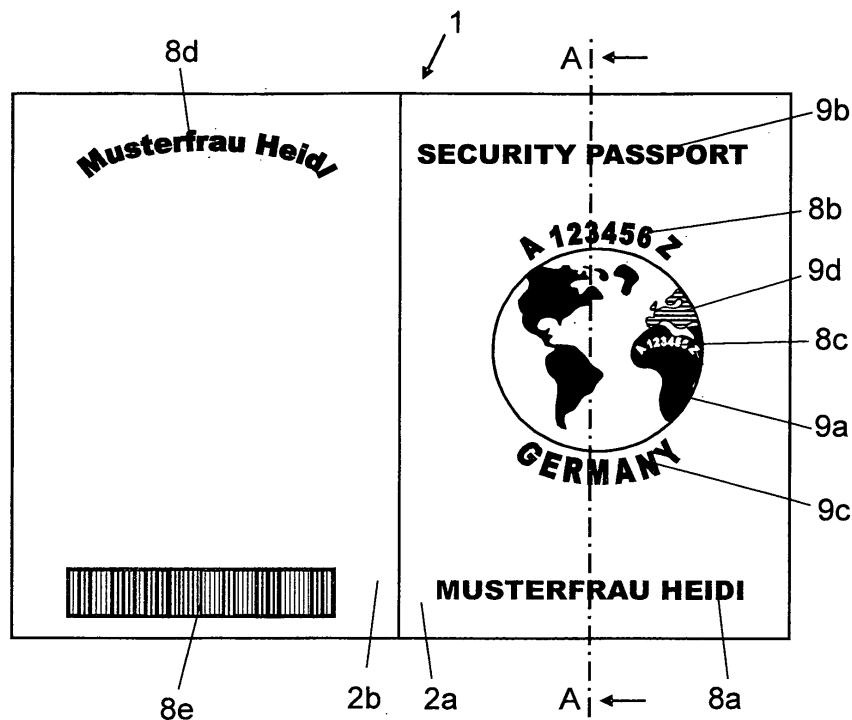 1
8d
A
9b
Musterfrau Heidi
SECURITY PASSPORT
8b
A 123456 Z
9d
8c
A 123456 Z
9a
GERMANY
9c
MUSTERFRAU HEIDI
8e
2b
2a
A
8a